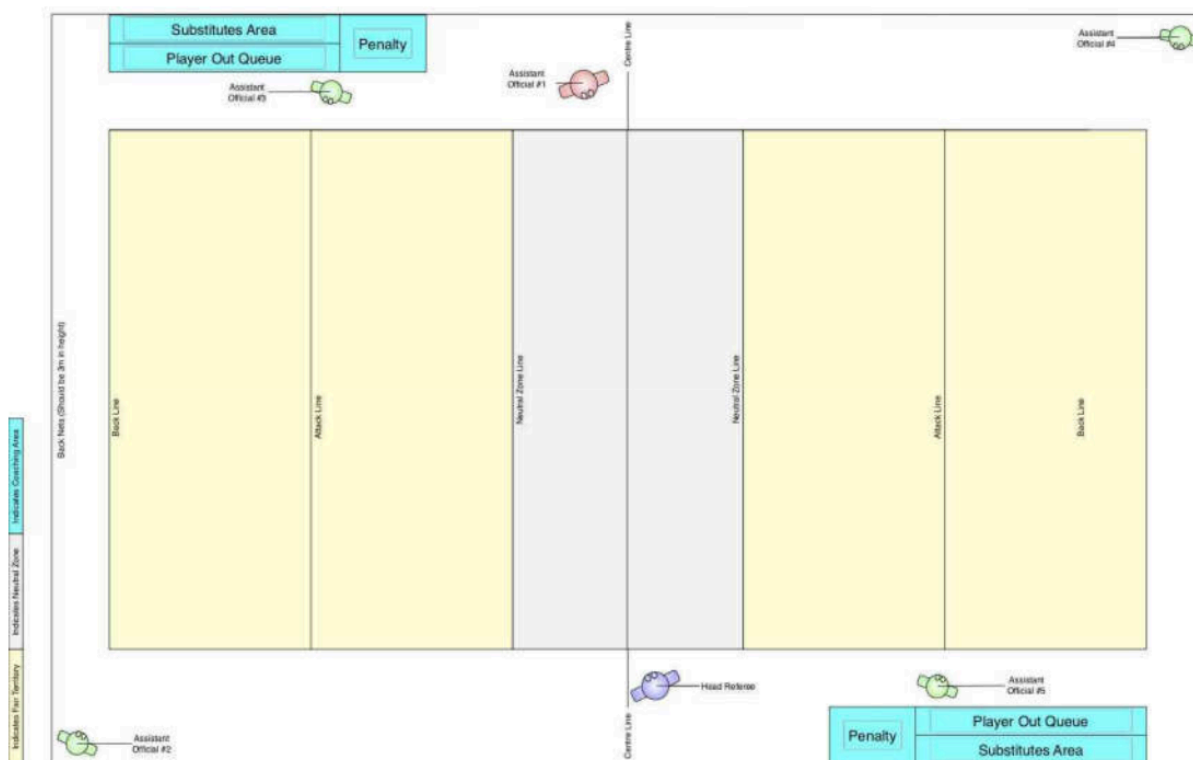 Substitutes Area
Player Out Queue
Penalty
Assistant
Official #3
Assistant
Official #1
Centre Line
Assistant
Official #4
Back Nets (Should be 3m in height)
Back Line
Attack Line
Neutral Zone Line
Neutral Zone Line
Attack Line
Back Line
Indicates Coaching Area
Indicates Neutral Zone
Indicates Fair Territory
Assistant
Official #2
Centre Line
Head Referee
Assistant
Official #5
Penalty
Player Out Queue
Substitutes Area